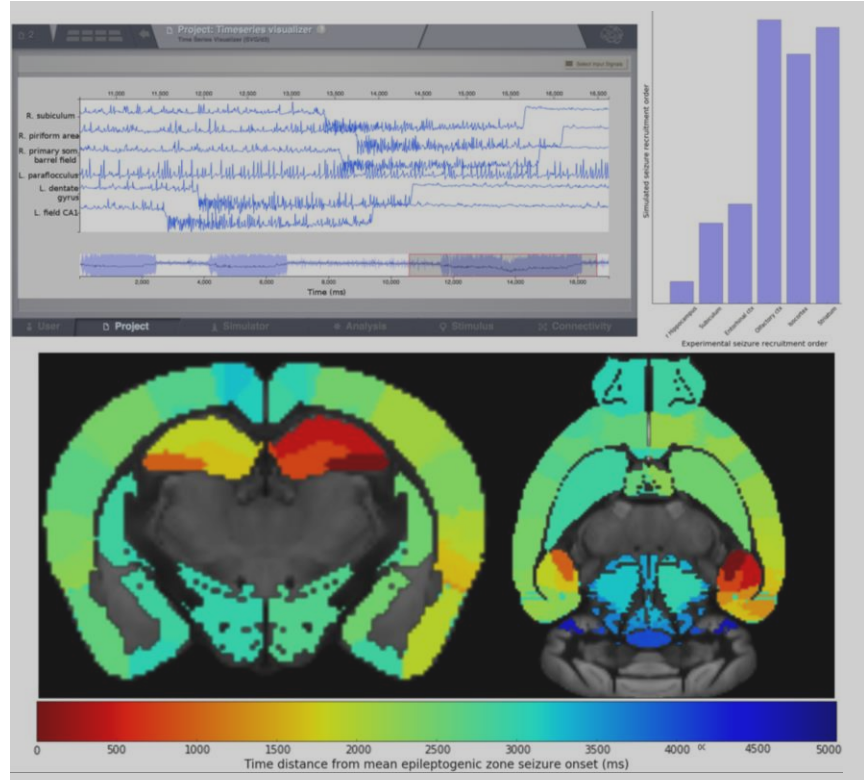 2
Project: Timeseries visualizer
Time Series Visualizer (SVG/d3)
Select Input Signals
11,000 11,500 12,000 12,500 13,000 13,500 14,000 14,500 15,000 15,500 16,000 16,500
R. subiculum
R. piriform area
R. primary som.
barrel field
L. paraflocculus
L. dentate
gyrus
L. field CA1
2,000 4,000 6,000 8,000 10,000 12,000 14,000 16,000
Time (ms)
User Project Simulator Analysis Stimulus Connectivity
Simulated seizure recruitment order
r Hippocampus
Subiculum
Entorhinal ctx
Olfactory ctx
Isocortex
Striatum
Experimental seizure recruitment order
0 500 1000 1500 2000 2500 3000 3500 4000 4500 5000
Time distance from mean epileptogenic zone seizure onset (ms)